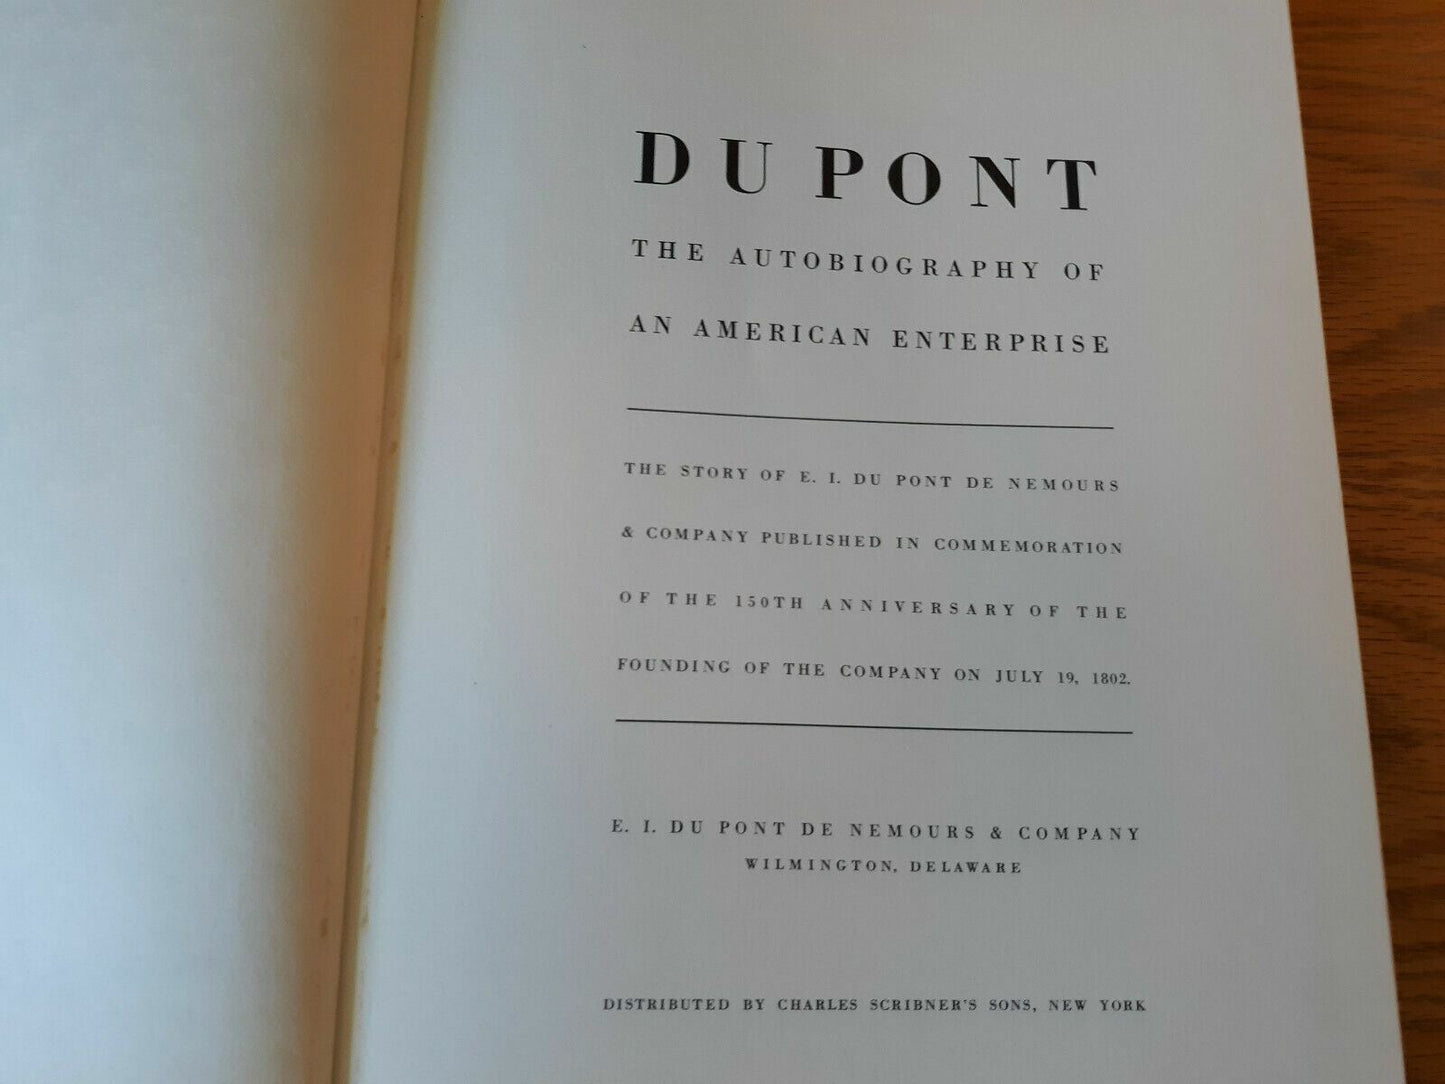 DU PONT
THE AUTOBIOGRAPHY OF
AN AMERICAN ENTERPRISE
THE STORY OF E. I. DU PONT DE NEMOURS
& COMPANY PUBLISHED IN COMMEMORATION
OF THE 150TH ANNIVERSARY OF THE
FOUNDING OF THE COMPANY ON JULY 19, 1802.
E. I. DU PONT DE NEMOURS & COMPANY
WILMINGTON, DELAWARE
DISTRIBUTED BY CHARLES SCRIBNER'S SONS, NEW YORK